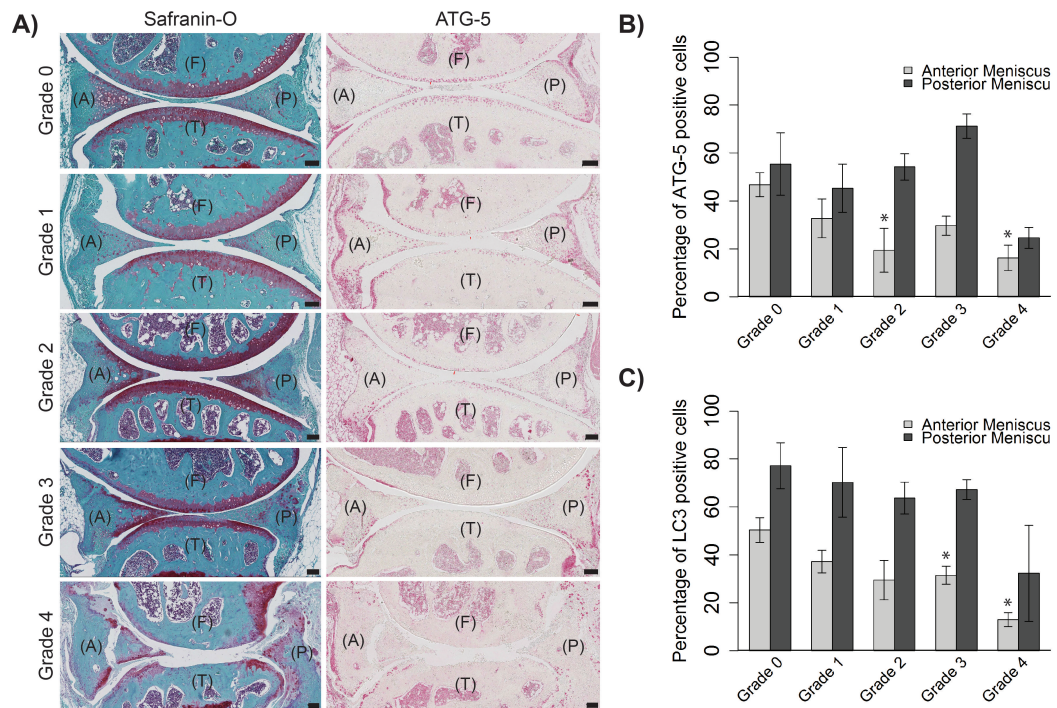 A)
Safranin-O
ATG-5
Grade 0
(F)
(A)
(P)
(T)
(F)
(A)
(P)
(T)
Grade 1
(F)
(A)
(P)
(T)
(F)
(A)
(P)
(T)
Grade 2
(F)
(A)
(P)
(T)
(F)
(A)
(P)
(T)
Grade 3
(F)
(A)
(P)
(T)
(F)
(A)
(P)
(T)
Grade 4
(F)
(A)
(P)
(T)
(F)
(A)
(P)
(T)
B)
Percentage of ATG-5 positive cells
100
80
60
40
20
0
Anterior Meniscus
Posterior Meniscu
*
*
Grade 0
Grade 1
Grade 2
Grade 3
Grade 4
C)
Percentage of LC3 positive cells
100
80
60
40
20
0
Anterior Meniscus
Posterior Meniscu
*
*
Grade 0
Grade 1
Grade 2
Grade 3
Grade 4